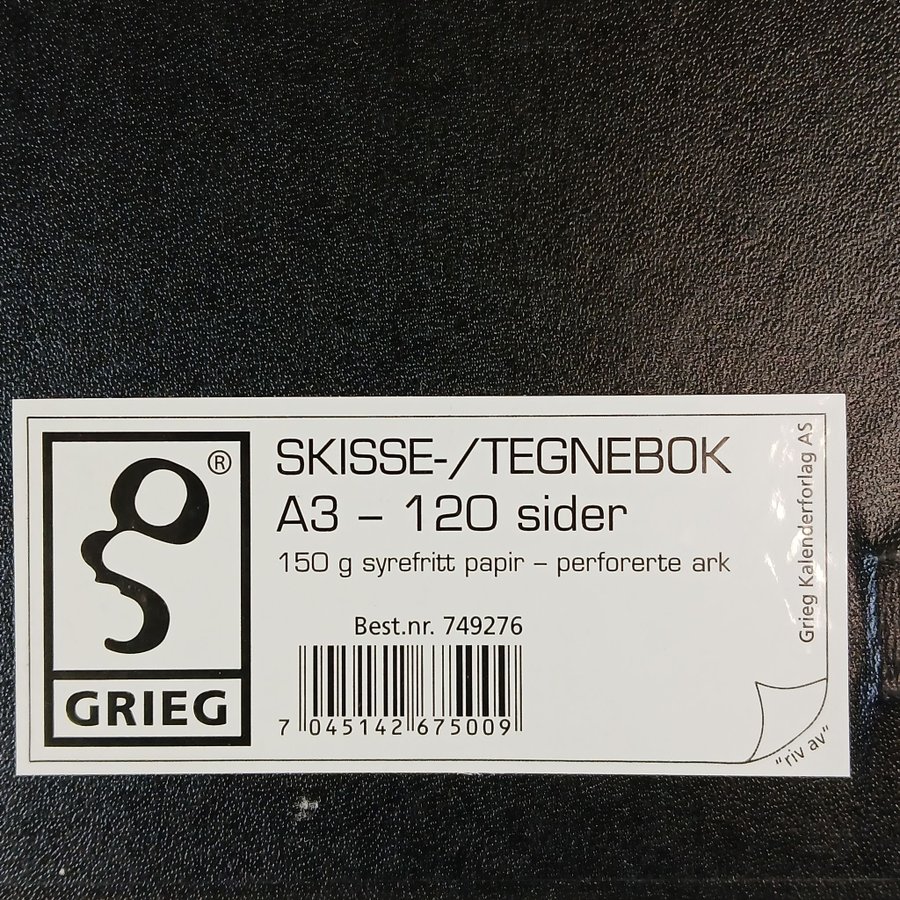 SKISSE-/TEGNEBOK
A3 – 120 sider
150 g syrefritt papir – perforerte ark
Best.nr. 749276
7 045142 675009
®
GRIEG
Grieg Kalenderforlag AS
"riv av"